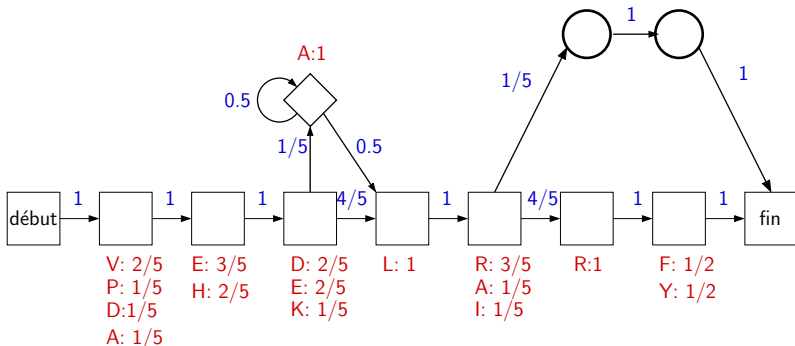 1
A:1
0.5
1/5
1
1/5
0.5
début
1
1
1
4/5
1
4/5
1
1
fin
V: 2/5
E: 3/5
D: 2/5
L: 1
R: 3/5
R:1
F: 1/2
P: 1/5
H: 2/5
E: 2/5
A: 1/5
Y: 1/2
D:1/5
K: 1/5
I: 1/5
A: 1/5